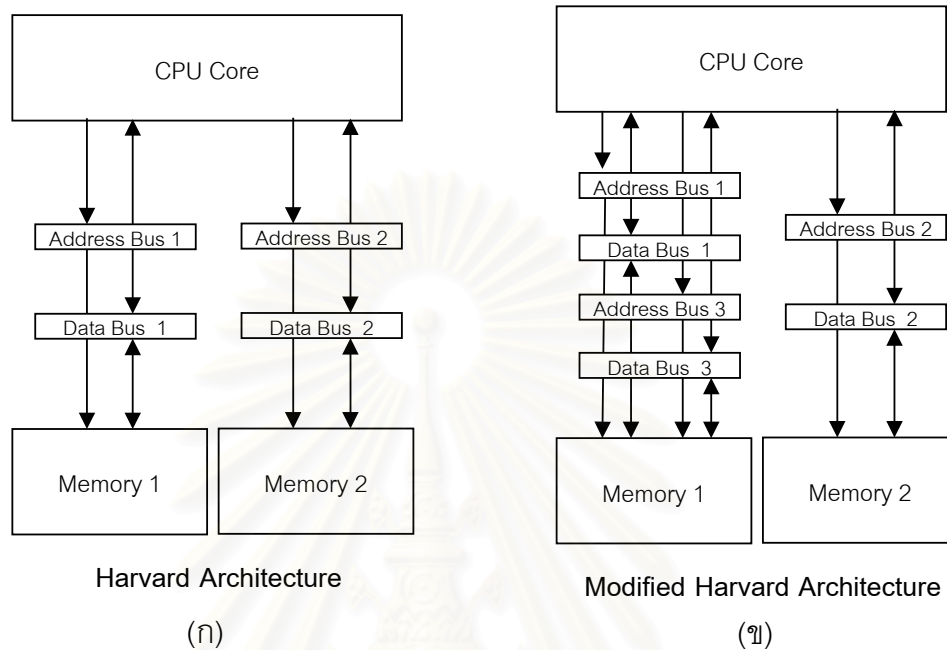 CPU Core
Address Bus 1
Address Bus 2
Data Bus 1
Data Bus 2
Memory 1
Memory 2
Harvard Architecture
(ก)
CPU Core
Address Bus 1
Data Bus 1
Address Bus 3
Data Bus 3
Address Bus 2
Data Bus 2
Memory 1
Memory 2
Modified Harvard Architecture
(ข)